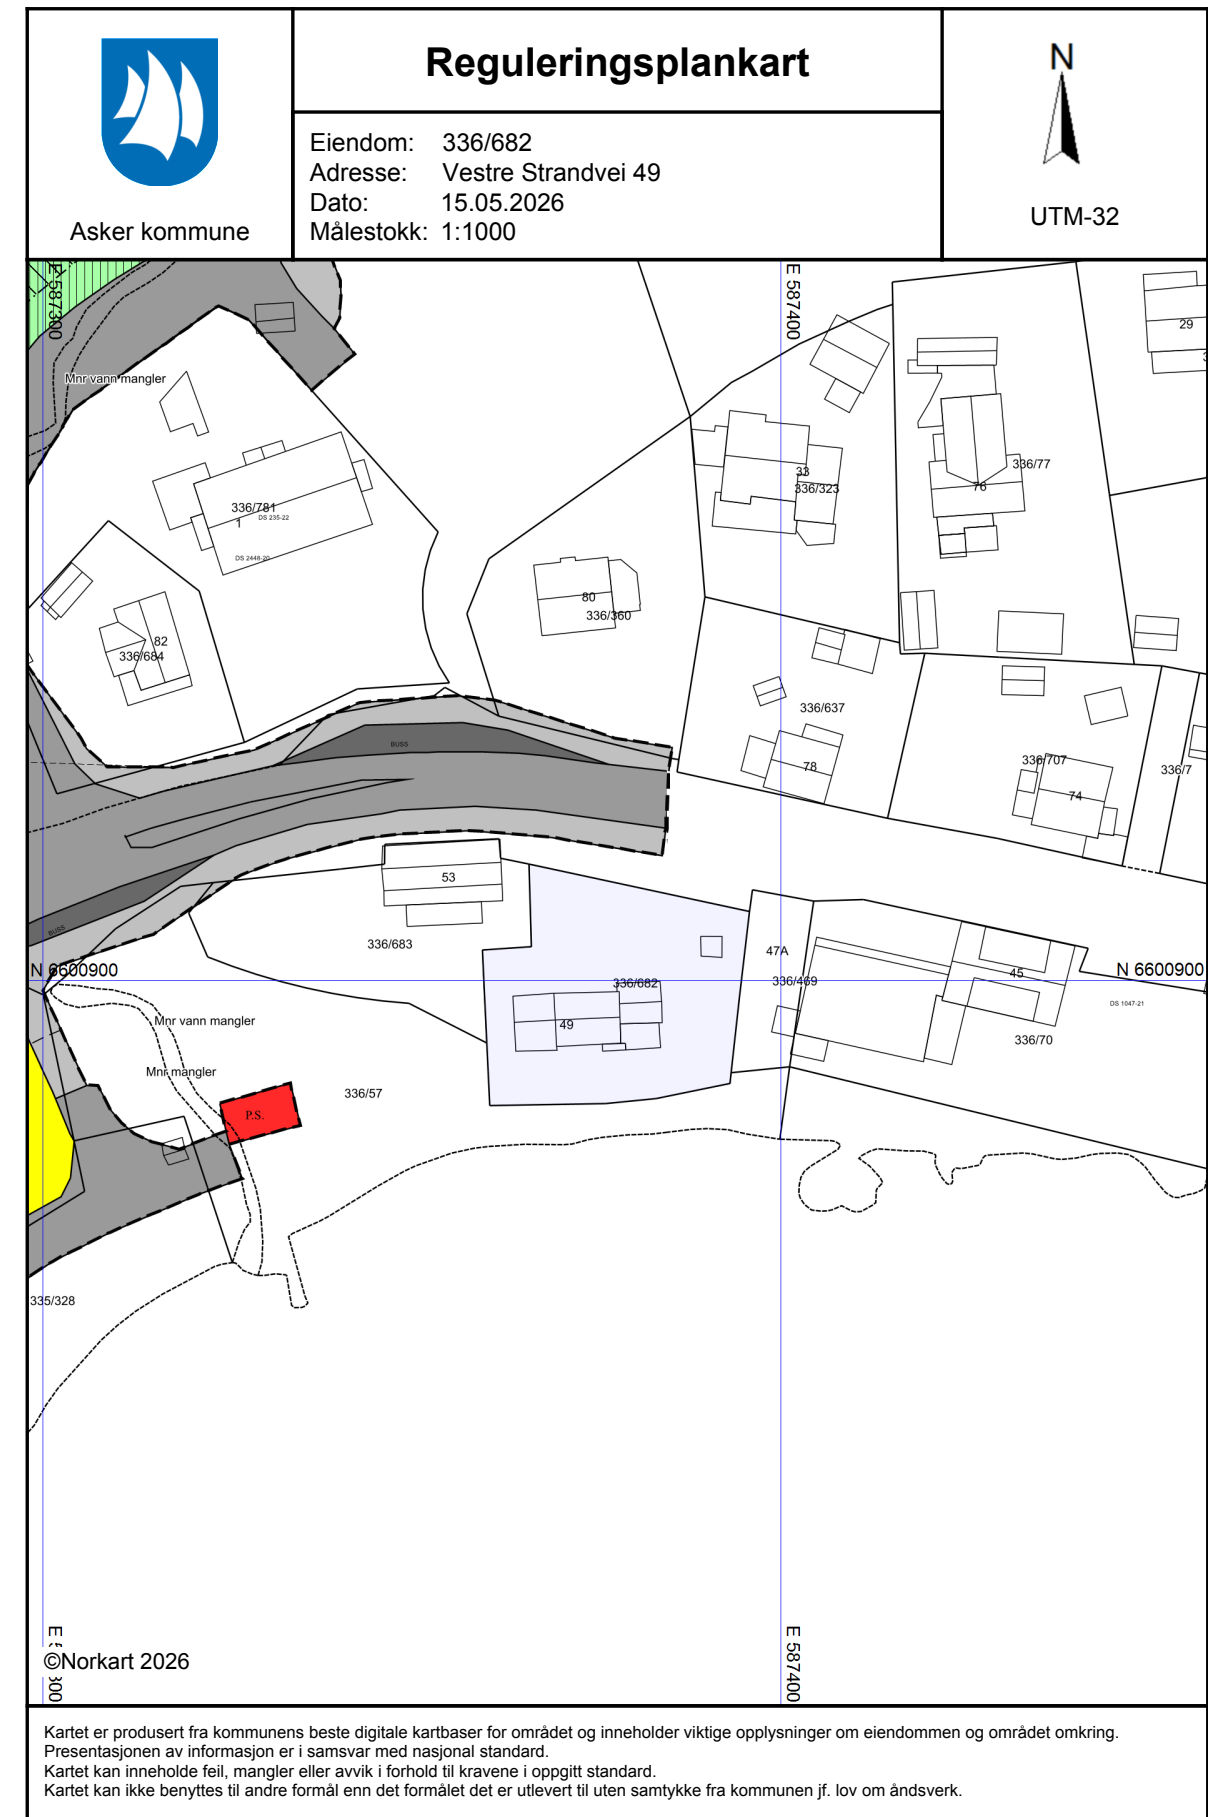 Reguleringsplankart
Eiendom: 336/682
Adresse: Vestre Strandvei 49
Dato: 15.05.2026
Målestokk: 1:1000
Asker kommune
N
UTM-32
E 587300
E 587400
29
Mnr vann mangler
33
336/323
336/77
76
336/781
1
DS 235-22
DS 2448-20
80
336/360
82
336/684
336/637
78
336/707
74
336/7
BUSS
53
336/683
BUSS
47A
N 6600900
N 6600900
45
336/682
336/469
DS 1047-21
49
Mnr vann mangler
336/70
Mnr mangler
336/57
P.S.
335/328
E 587400
©Norkart 2026
Kartet er produsert fra kommunens beste digitale kartbaser for området og inneholder viktige opplysninger om eiendommen og området omkring.
Presentasjonen av informasjon er i samsvar med nasjonal standard.
Kartet kan inneholde feil, mangler eller avvik i forhold til kravene i oppgitt standard.
Kartet kan ikke benyttes til andre formål enn det formålet det er utlevert til uten samtykke fra kommunen jf. lov om åndsverk.